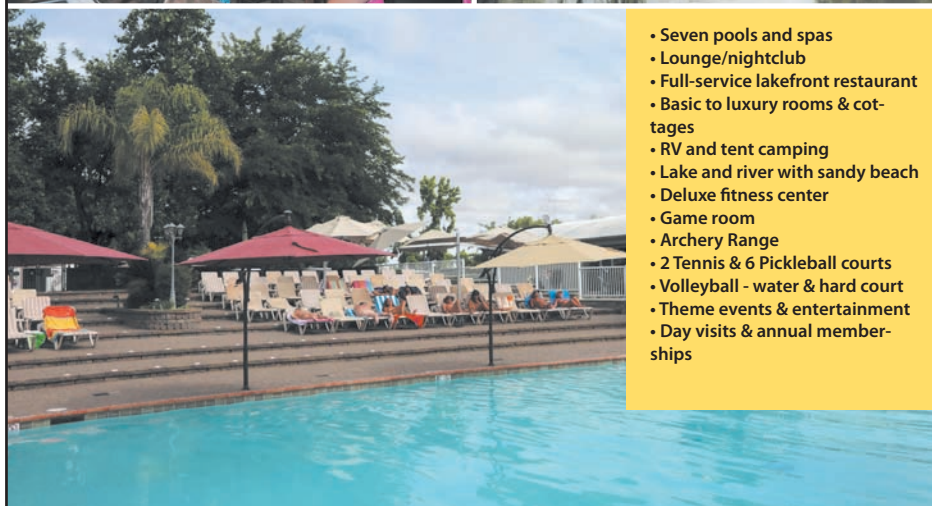 • Seven pools and spas
• Lounge/nightclub
• Full-service lakefront restaurant
• Basic to luxury rooms & cot-
tages
• RV and tent camping
• Lake and river with sandy beach
• Deluxe fitness center
• Game room
• Archery Range
• 2 Tennis & 6 Pickleball courts
• Volleyball - water & hard court
• Theme events & entertainment
• Day visits & annual member-
ships